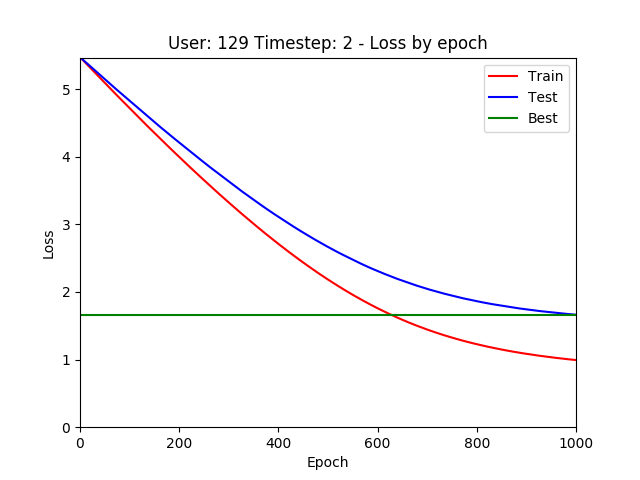 User: 129 Timestep: 2 - Loss by epoch
Train
Test
Best
5
4
3
2
1
0
Loss
0 200 400 600 800 1000
Epoch